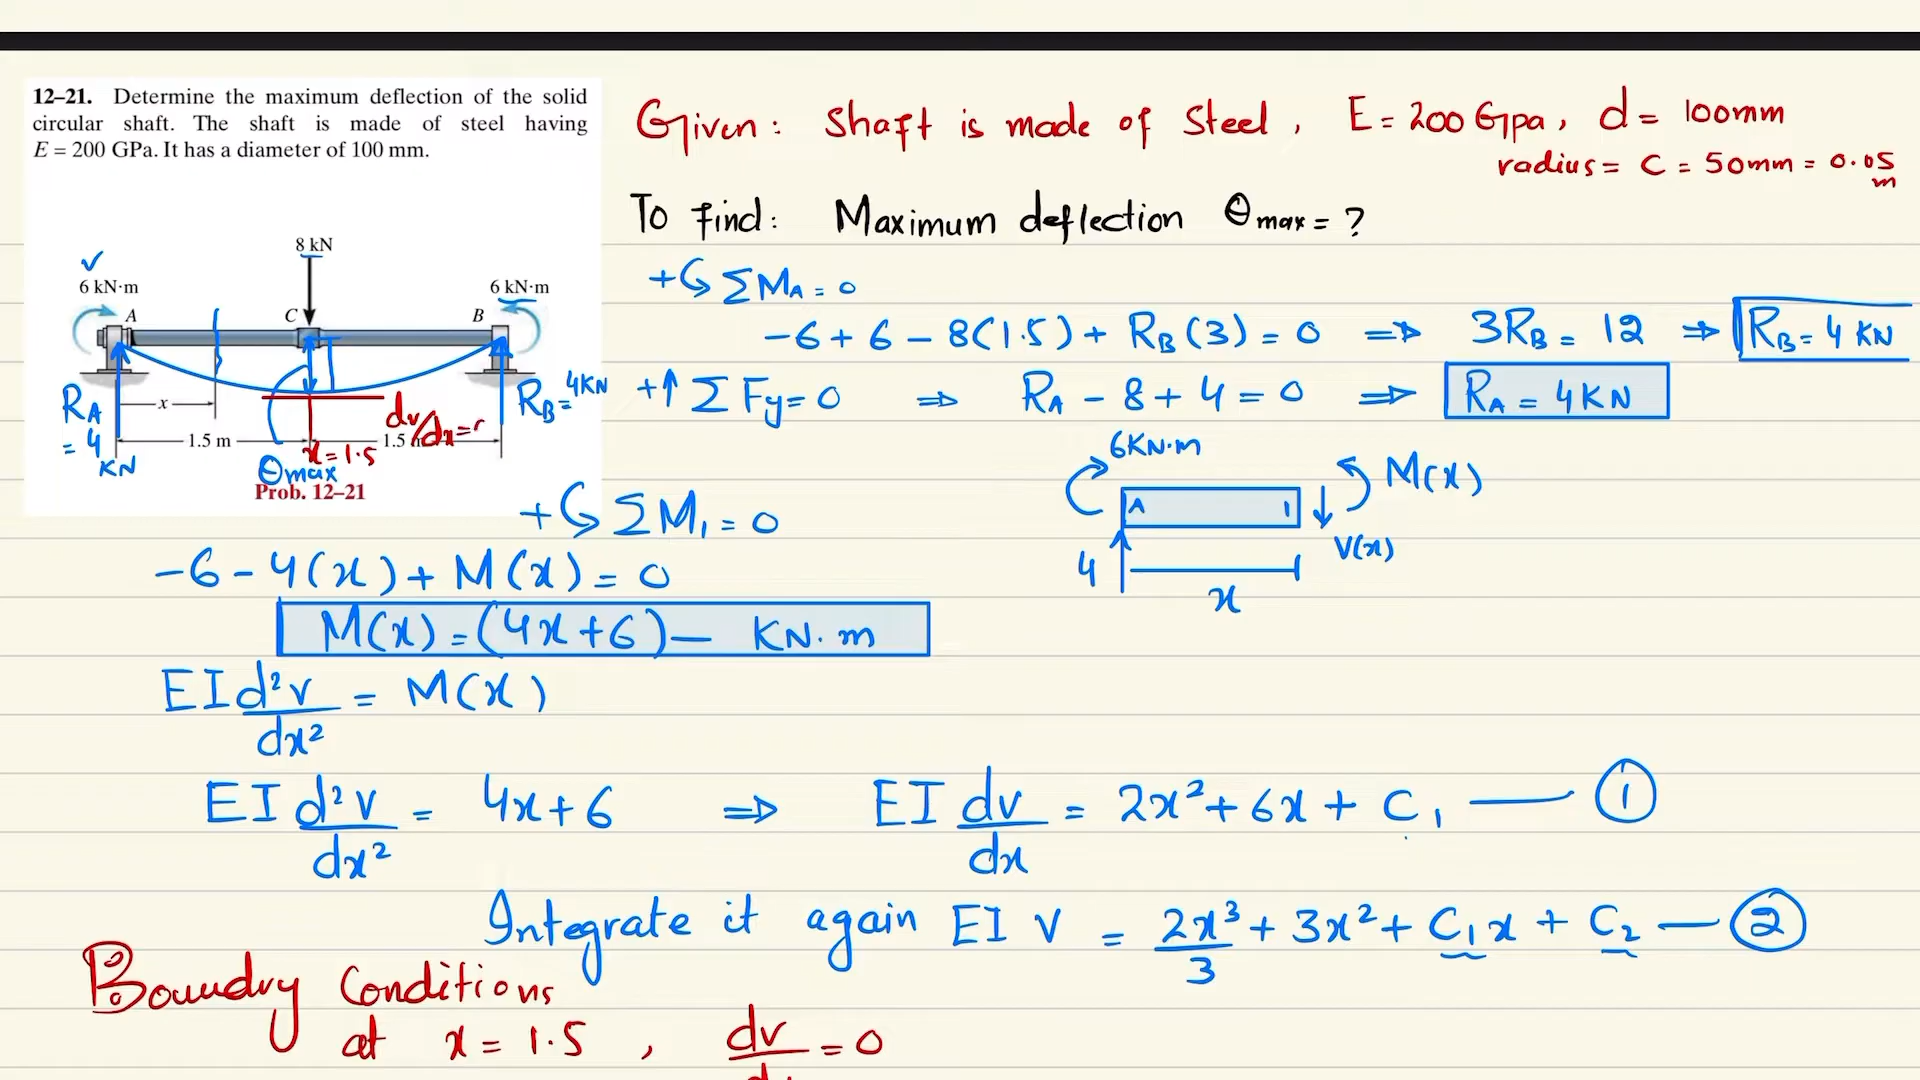 12–21. Determine the maximum deflection of the solid
circular shaft. The shaft is made of steel having
E = 200 GPa. It has a diameter of 100 mm.
Given: Shaft is made of Steel, E = 200 Gpa, d = 100mm
radius = C = 50mm = 0.05 m
To find: Maximum deflection θmax = ?
8 kN
6 kN·m
6 kN·m
A
C
B
RA = 4 KN
RB = 4KN
x
1.5 m
1.5
dv/dx =
x = 1.5
θmax
Prob. 12–21
+↺ ΣMA = 0
-6 + 6 - 8(1.5) + RB(3) = 0 ⇒ 3RB = 12 ⇒ RB = 4 KN
+↑ ΣFy = 0 ⇒ RA - 8 + 4 = 0 ⇒ RA = 4KN
6KN·m
M(x)
A
1
V(x)
4
x
+↺ ΣM1 = 0
-6 - 4(x) + M(x) = 0
M(x) = (4x+6) — KN·m
EI d²v/dx² = M(x)
EI d²v/dx² = 4x+6 ⇒ EI dv/dx = 2x² + 6x + C1 — ①
Integrate it again EI V = 2x³/3 + 3x² + C1x + C2 — ②
Boundry Conditions
at x = 1.5 , dv/dx = 0